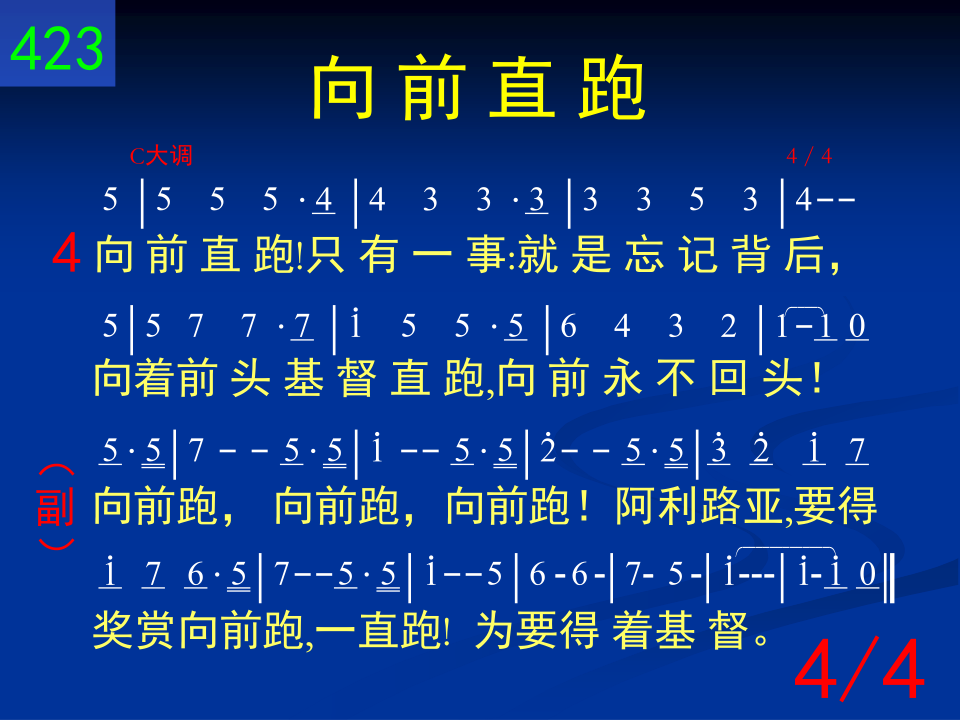 423
向前直跑
C大调 4/4
5|5 5 5·4|4 3 3·3|3 3 5 3|4--
4 向前直跑!只有一事:就是忘记背后，
5|5 7 7·7|i 5 5·5|6 4 3 2|1-1 0
向着前头基督直跑,向前永不回头！
5·5|7--5·5|i--5·5|2̇--5·5|3̇ 2̇ i 7
（副） 向前跑， 向前跑，向前跑！阿利路亚,要得
i 7 6·5|7--5·5|i--5|6-6-|7-5-|i---|i-i 0‖
奖赏向前跑,一直跑! 为要得着基督。
4/4